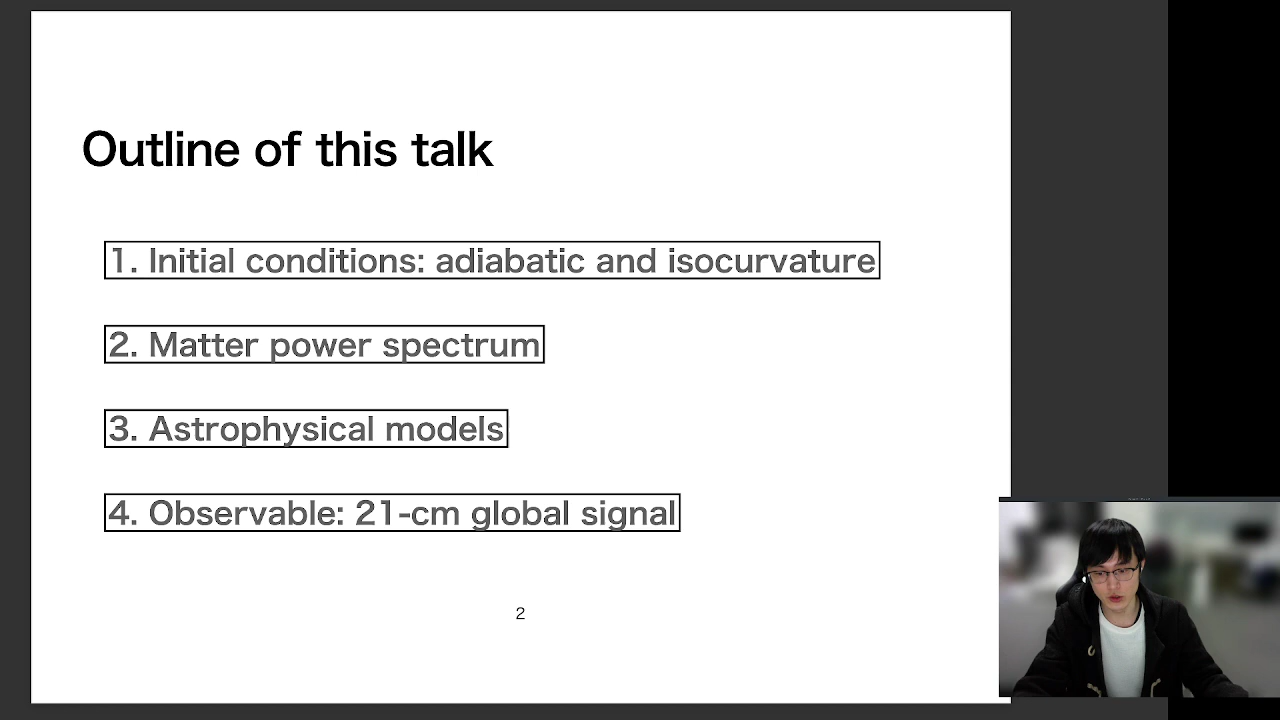 Outline of this talk
1. Initial conditions: adiabatic and isocurvature
2. Matter power spectrum
3. Astrophysical models
4. Observable: 21-cm global signal
2